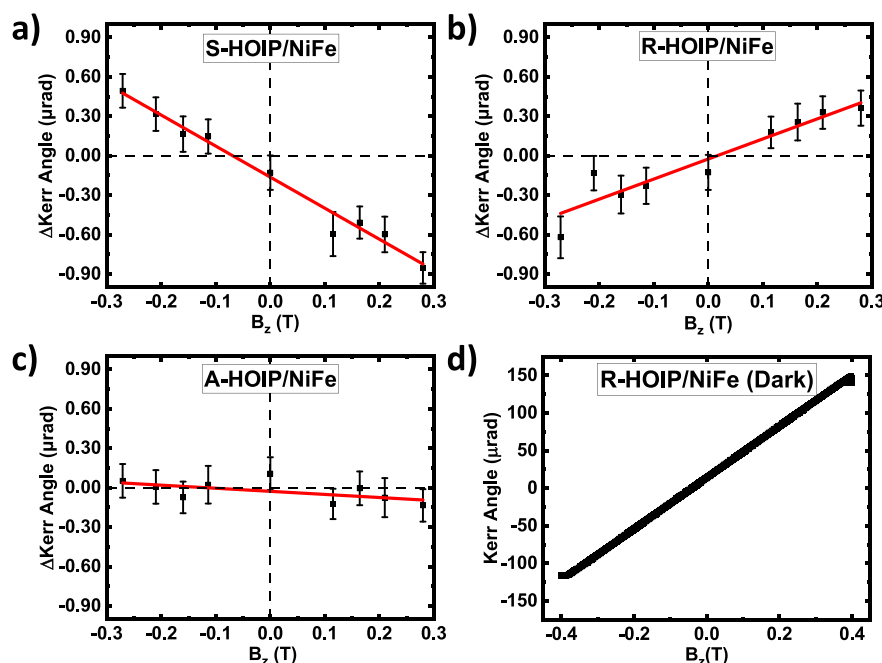 a)
S-HOIP/NiFe
ΔKerr Angle (µrad)
0.90
0.60
0.30
0.00
-0.30
-0.60
-0.90
-0.3 -0.2 -0.1 0.0 0.1 0.2 0.3
Bz (T)
b)
R-HOIP/NiFe
ΔKerr Angle (µrad)
0.90
0.60
0.30
0.00
-0.30
-0.60
-0.90
-0.3 -0.2 -0.1 0.0 0.1 0.2 0.3
Bz (T)
c)
A-HOIP/NiFe
ΔKerr Angle (µrad)
0.90
0.60
0.30
0.00
-0.30
-0.60
-0.90
-0.3 -0.2 -0.1 0.0 0.1 0.2 0.3
Bz (T)
d)
R-HOIP/NiFe (Dark)
Kerr Angle (µrad)
150
100
50
0
-50
-100
-150
-0.4 -0.2 0.0 0.2 0.4
Bz(T)